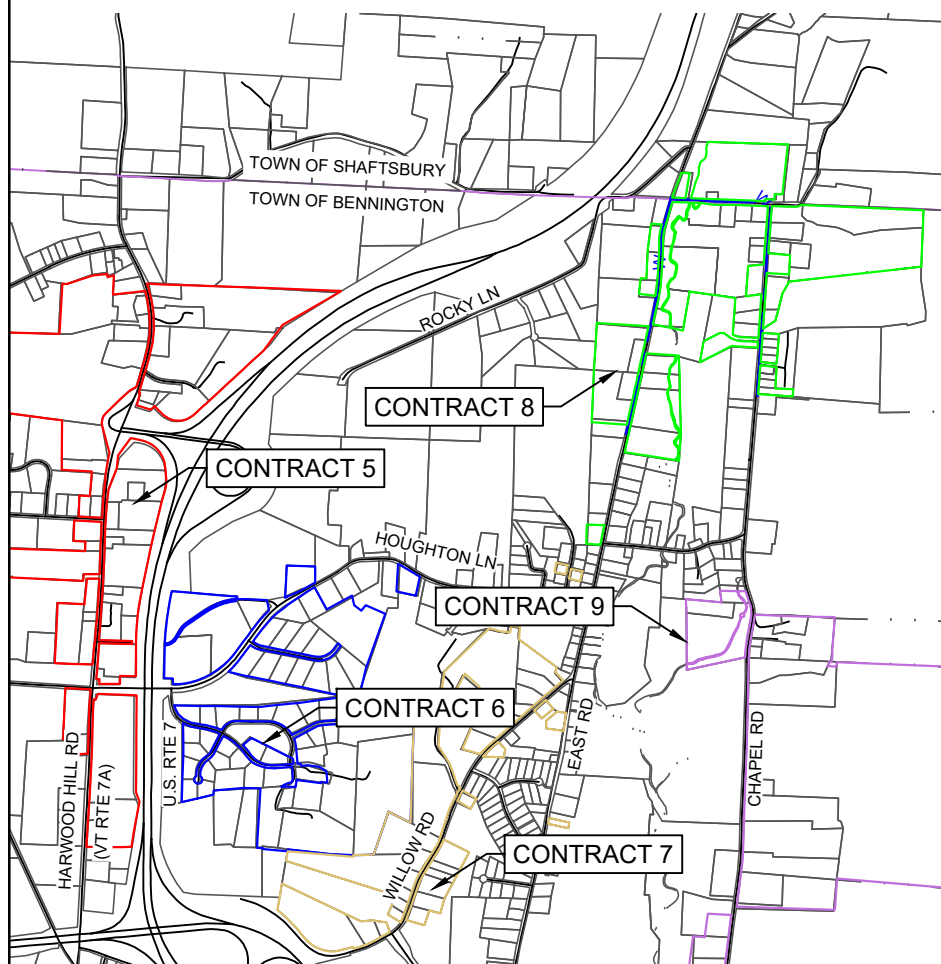 TOWN OF SHAFTSBURY
TOWN OF BENNINGTON
W
W
ROCKY LN
CONTRACT 8
CONTRACT 5
HOUGHTON LN
CONTRACT 9
CONTRACT 6
U.S. RTE 7
EAST RD
CHAPEL RD
HARWOOD HILL RD
(VT RTE 7A)
WILLOW RD
CONTRACT 7